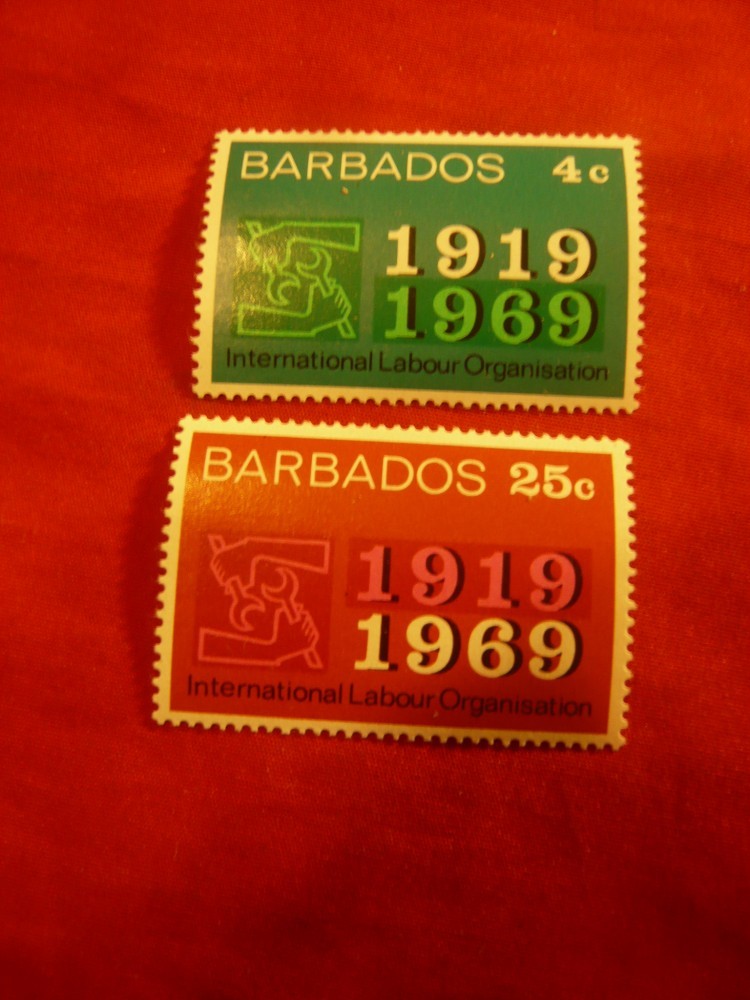 BARBADOS 4c
1919
1969
International Labour Organisation
BARBADOS 25c
1919
1969
International Labour Organisation